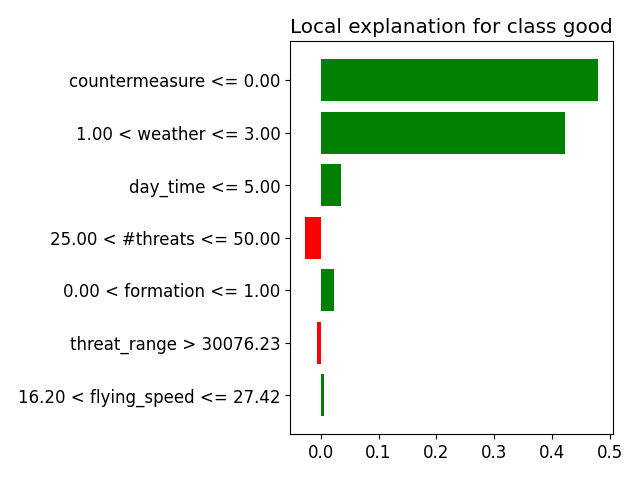 Local explanation for class good
countermeasure <= 0.00
1.00 < weather <= 3.00
day_time <= 5.00
25.00 < #threats <= 50.00
0.00 < formation <= 1.00
threat_range > 30076.23
16.20 < flying_speed <= 27.42
0.0 0.1 0.2 0.3 0.4 0.5